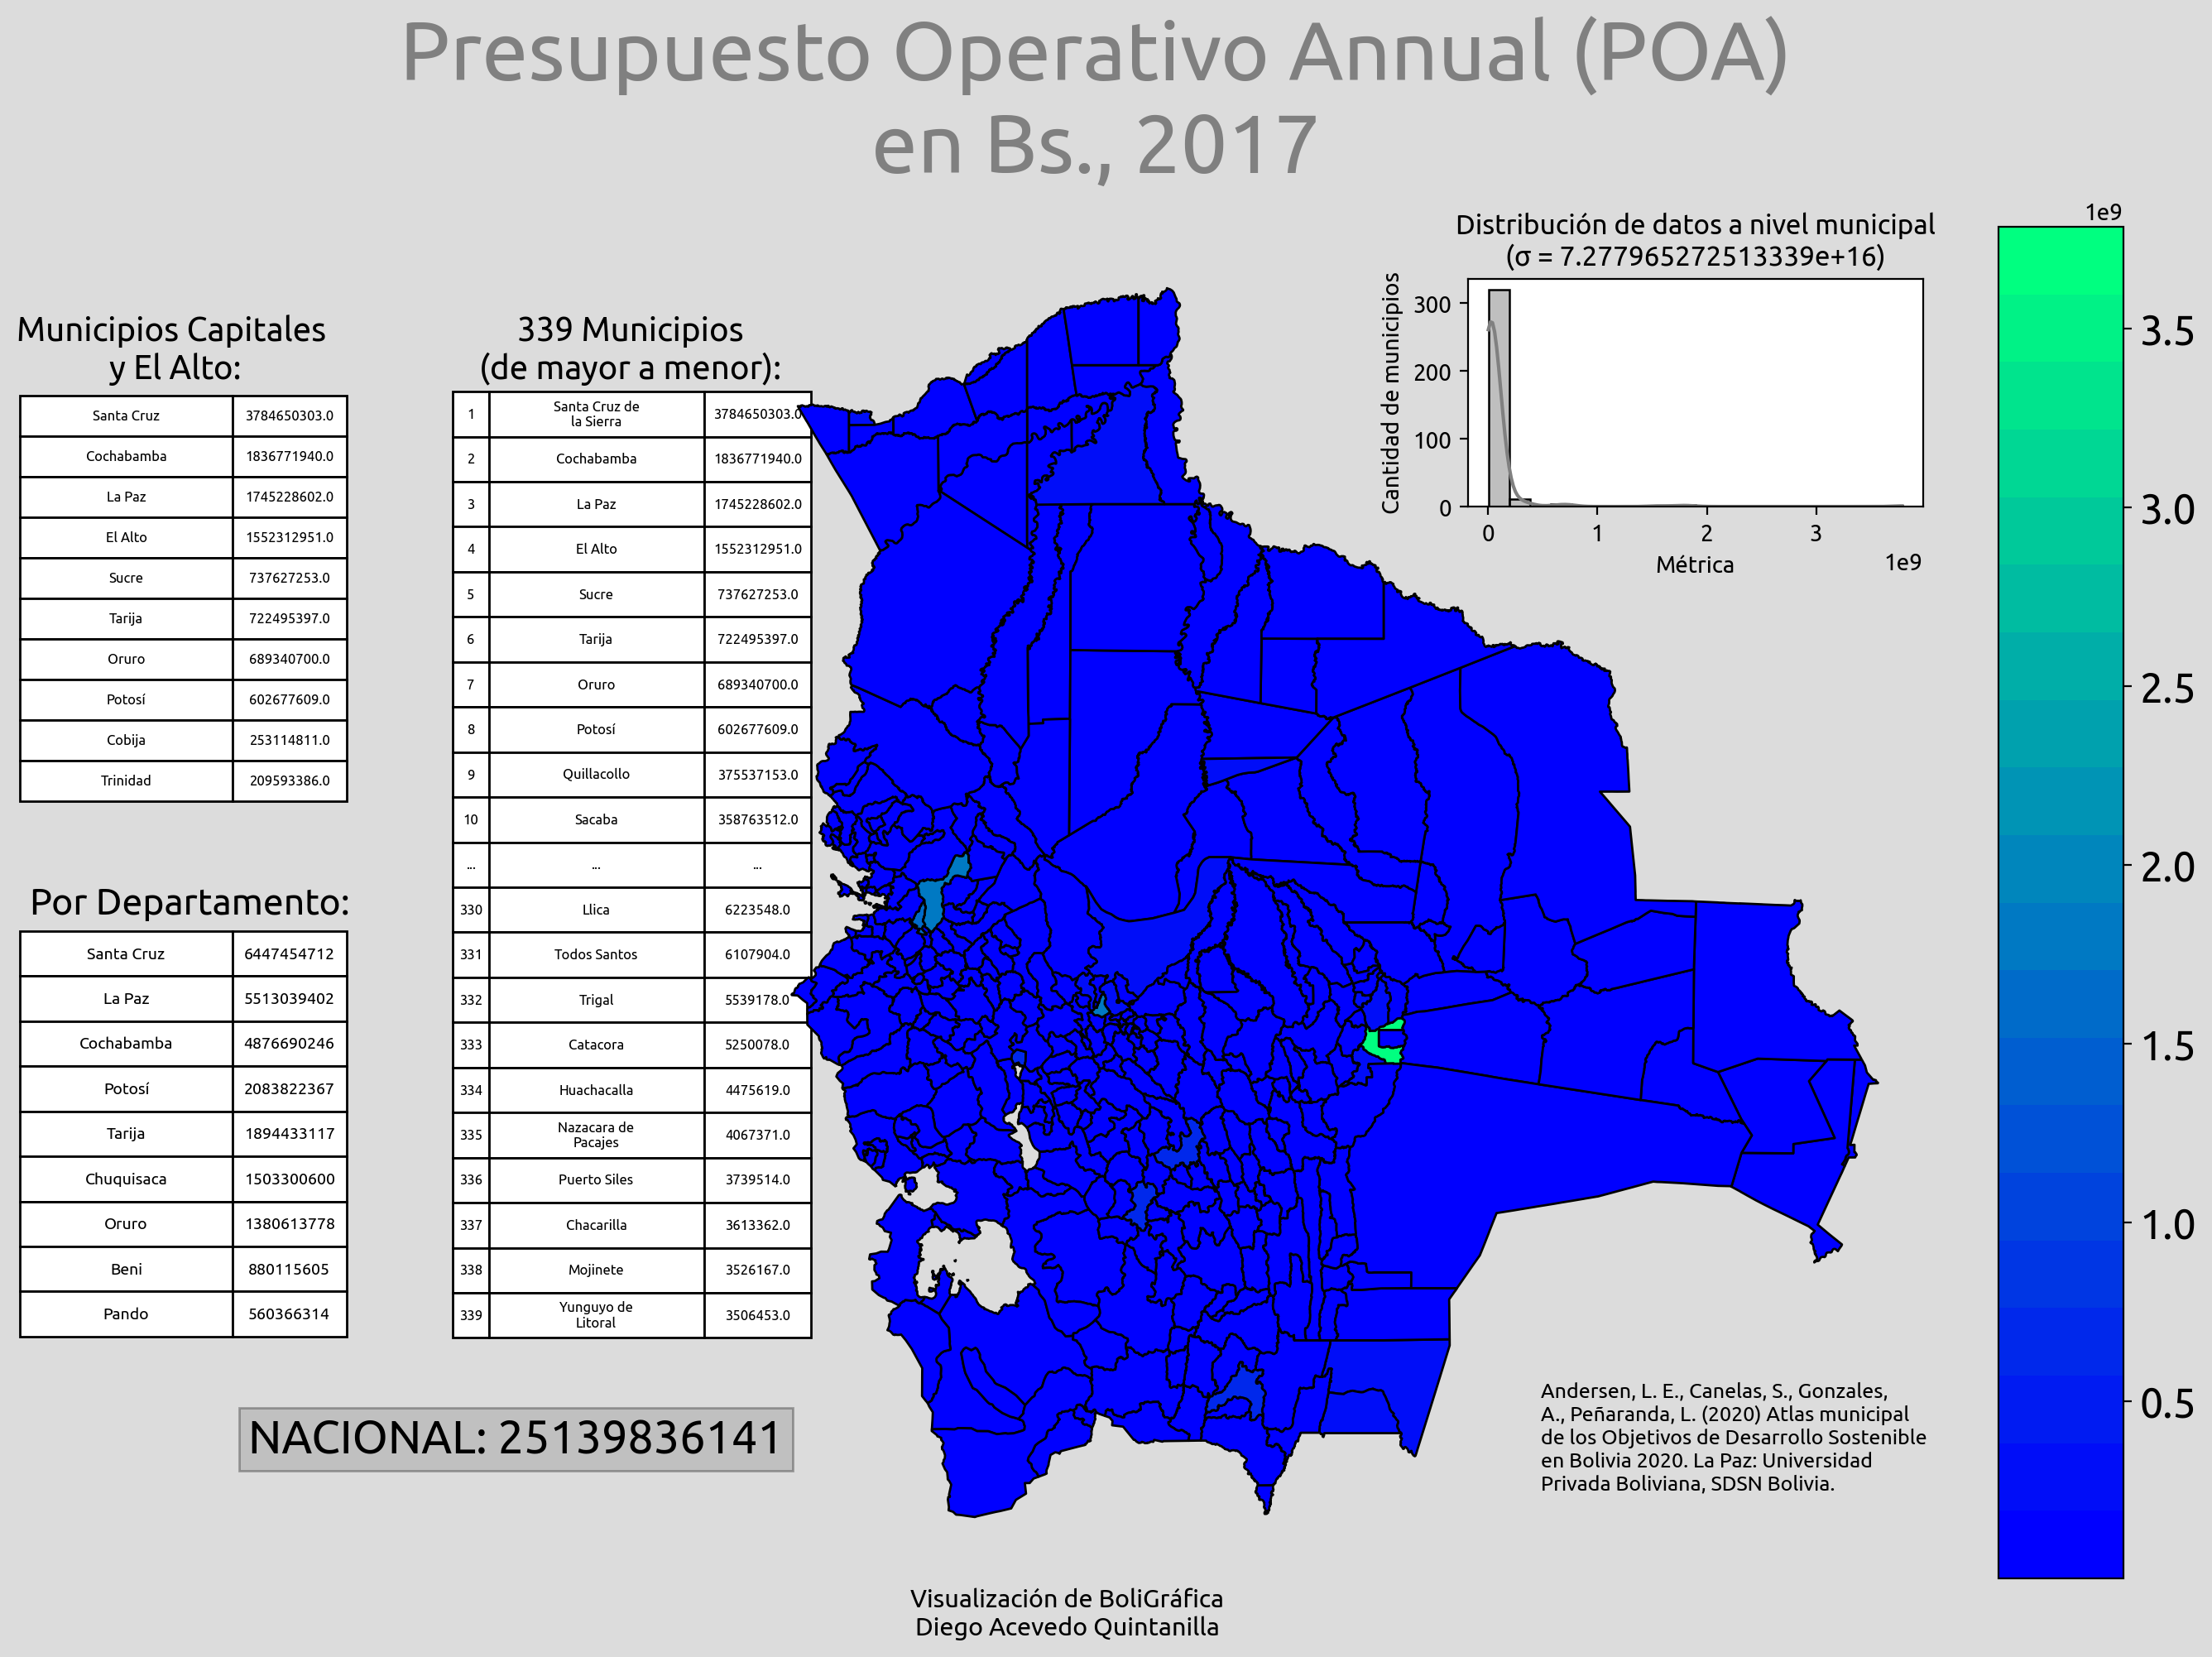 Presupuesto Operativo Annual (POA)
en Bs., 2017
Municipios Capitales
y El Alto:
Santa Cruz 3784650303.0
Cochabamba 1836771940.0
La Paz 1745228602.0
El Alto 1552312951.0
Sucre 737627253.0
Tarija 722495397.0
Oruro 689340700.0
Potosí 602677609.0
Cobija 253114811.0
Trinidad 209593386.0
Por Departamento:
Santa Cruz 6447454712
La Paz 5513039402
Cochabamba 4876690246
Potosí 2083822367
Tarija 1894433117
Chuquisaca 1503300600
Oruro 1380613778
Beni 880115605
Pando 560366314
339 Municipios
(de mayor a menor):
1 Santa Cruz de
la Sierra 3784650303.0
2 Cochabamba 1836771940.0
3 La Paz 1745228602.0
4 El Alto 1552312951.0
5 Sucre 737627253.0
6 Tarija 722495397.0
7 Oruro 689340700.0
8 Potosí 602677609.0
9 Quillacollo 375537153.0
10 Sacaba 358763512.0
... ... ...
330 Llica 6223548.0
331 Todos Santos 6107904.0
332 Trigal 5539178.0
333 Catacora 5250078.0
334 Huachacalla 4475619.0
335 Nazacara de
Pacajes 4067371.0
336 Puerto Siles 3739514.0
337 Chacarilla 3613362.0
338 Mojinete 3526167.0
339 Yunguyo de
Litoral 3506453.0
NACIONAL: 25139836141
Distribución de datos a nivel municipal
(σ = 7.277965272513339e+16)
Cantidad de municipios
300
200
100
0
0 1 2 3
Métrica
1e9
1e9
3.5
3.0
2.5
2.0
1.5
1.0
0.5
Andersen, L. E., Canelas, S., Gonzales,
A., Peñaranda, L. (2020) Atlas municipal
de los Objetivos de Desarrollo Sostenible
en Bolivia 2020. La Paz: Universidad
Privada Boliviana, SDSN Bolivia.
Visualización de BoliGráfica
Diego Acevedo Quintanilla